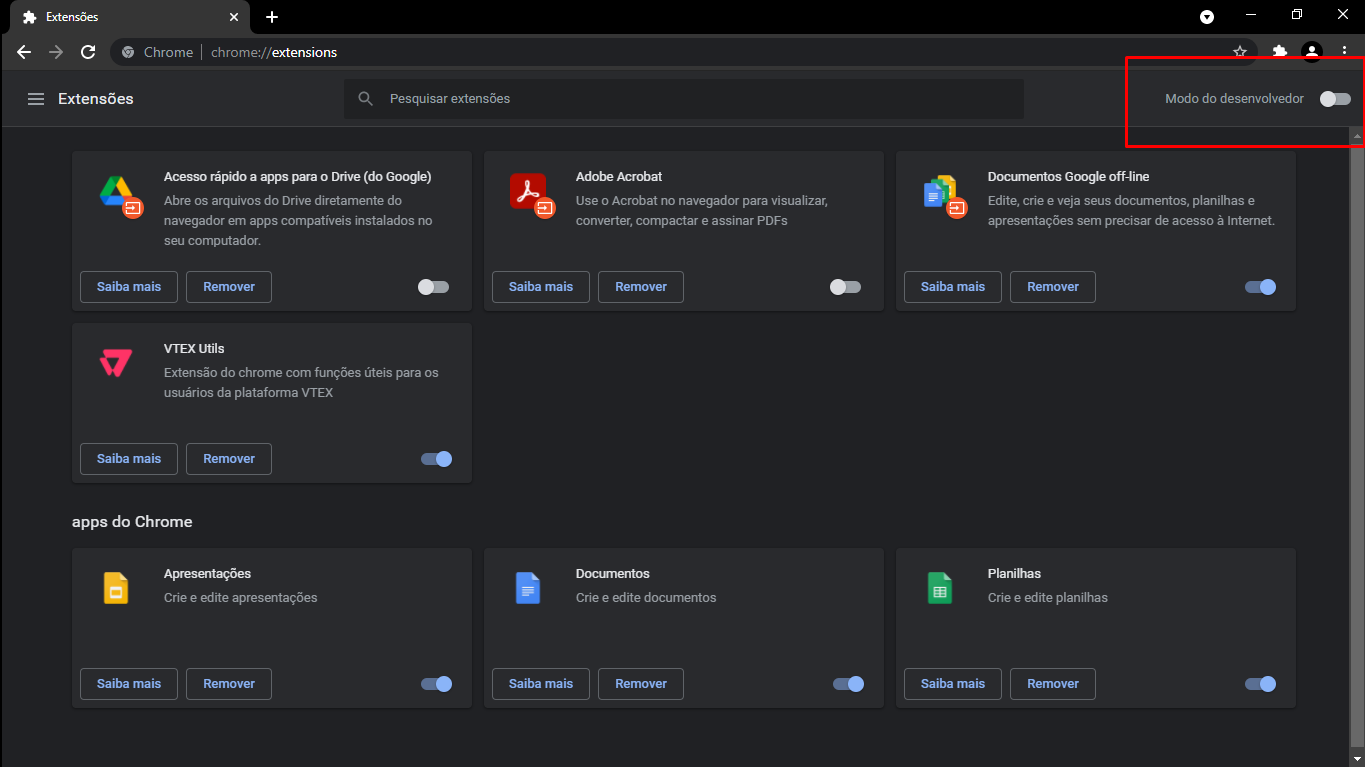 Extensões
Chrome | chrome://extensions
Extensões
Pesquisar extensões
Modo do desenvolvedor
Acesso rápido a apps para o Drive (do Google)
Abre os arquivos do Drive diretamente do
navegador em apps compatíveis instalados no
seu computador.
Saiba mais
Remover
Adobe Acrobat
Use o Acrobat no navegador para visualizar,
converter, compactar e assinar PDFs
Saiba mais
Remover
Documentos Google off-line
Edite, crie e veja seus documentos, planilhas e
apresentações sem precisar de acesso à Internet.
Saiba mais
Remover
VTEX Utils
Extensão do chrome com funções úteis para os
usuários da plataforma VTEX
Saiba mais
Remover
apps do Chrome
Apresentações
Crie e edite apresentações
Saiba mais
Remover
Documentos
Crie e edite documentos
Saiba mais
Remover
Planilhas
Crie e edite planilhas
Saiba mais
Remover